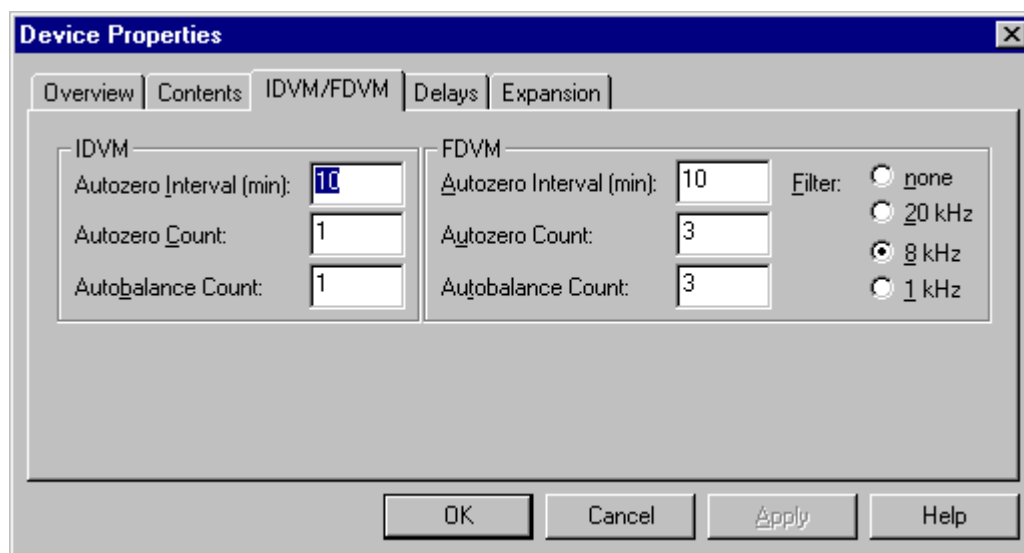 Device Properties
Overview Contents IDVM/FDVM Delays Expansion
IDVM
Autozero Interval (min): 10
Autozero Count: 1
Autobalance Count: 1
FDVM
Autozero Interval (min): 10
Autozero Count: 3
Autobalance Count: 3
Filter:
none
20 kHz
8 kHz
1 kHz
OK Cancel Apply Help